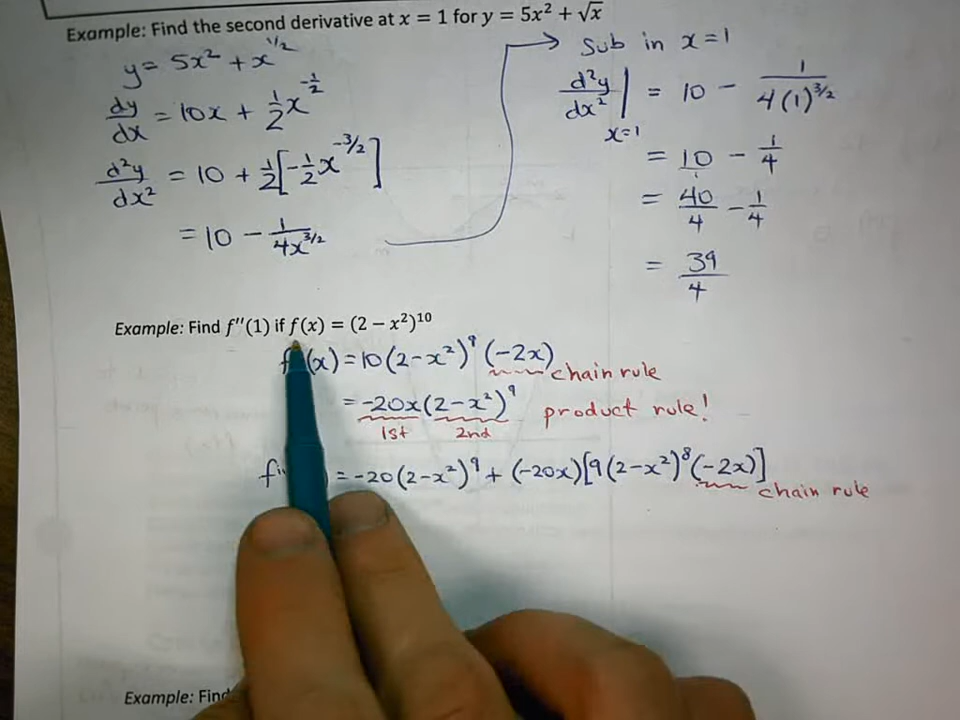 Example: Find the second derivative at x = 1 for y = 5x² + √x
y = 5x² + x^1/2
dy/dx = 10x + 1/2 x^-1/2
d²y/dx² = 10 + 1/2[-1/2 x^-3/2]
= 10 - 1/4x^3/2
Sub in x=1
d²y/dx² | x=1 = 10 - 1/4(1)^3/2
= 10 - 1/4
= 40/4 - 1/4
= 39/4
Example: Find f''(1) if f(x) = (2 − x²)^10
f (x) = 10(2-x²)^9 (-2x) chain rule
= -20x(2-x²)^9 product rule!
1st 2nd
f'' = -20(2-x²)^9 + (-20x)[9(2-x²)^8(-2x)]
chain rule
Example: Find